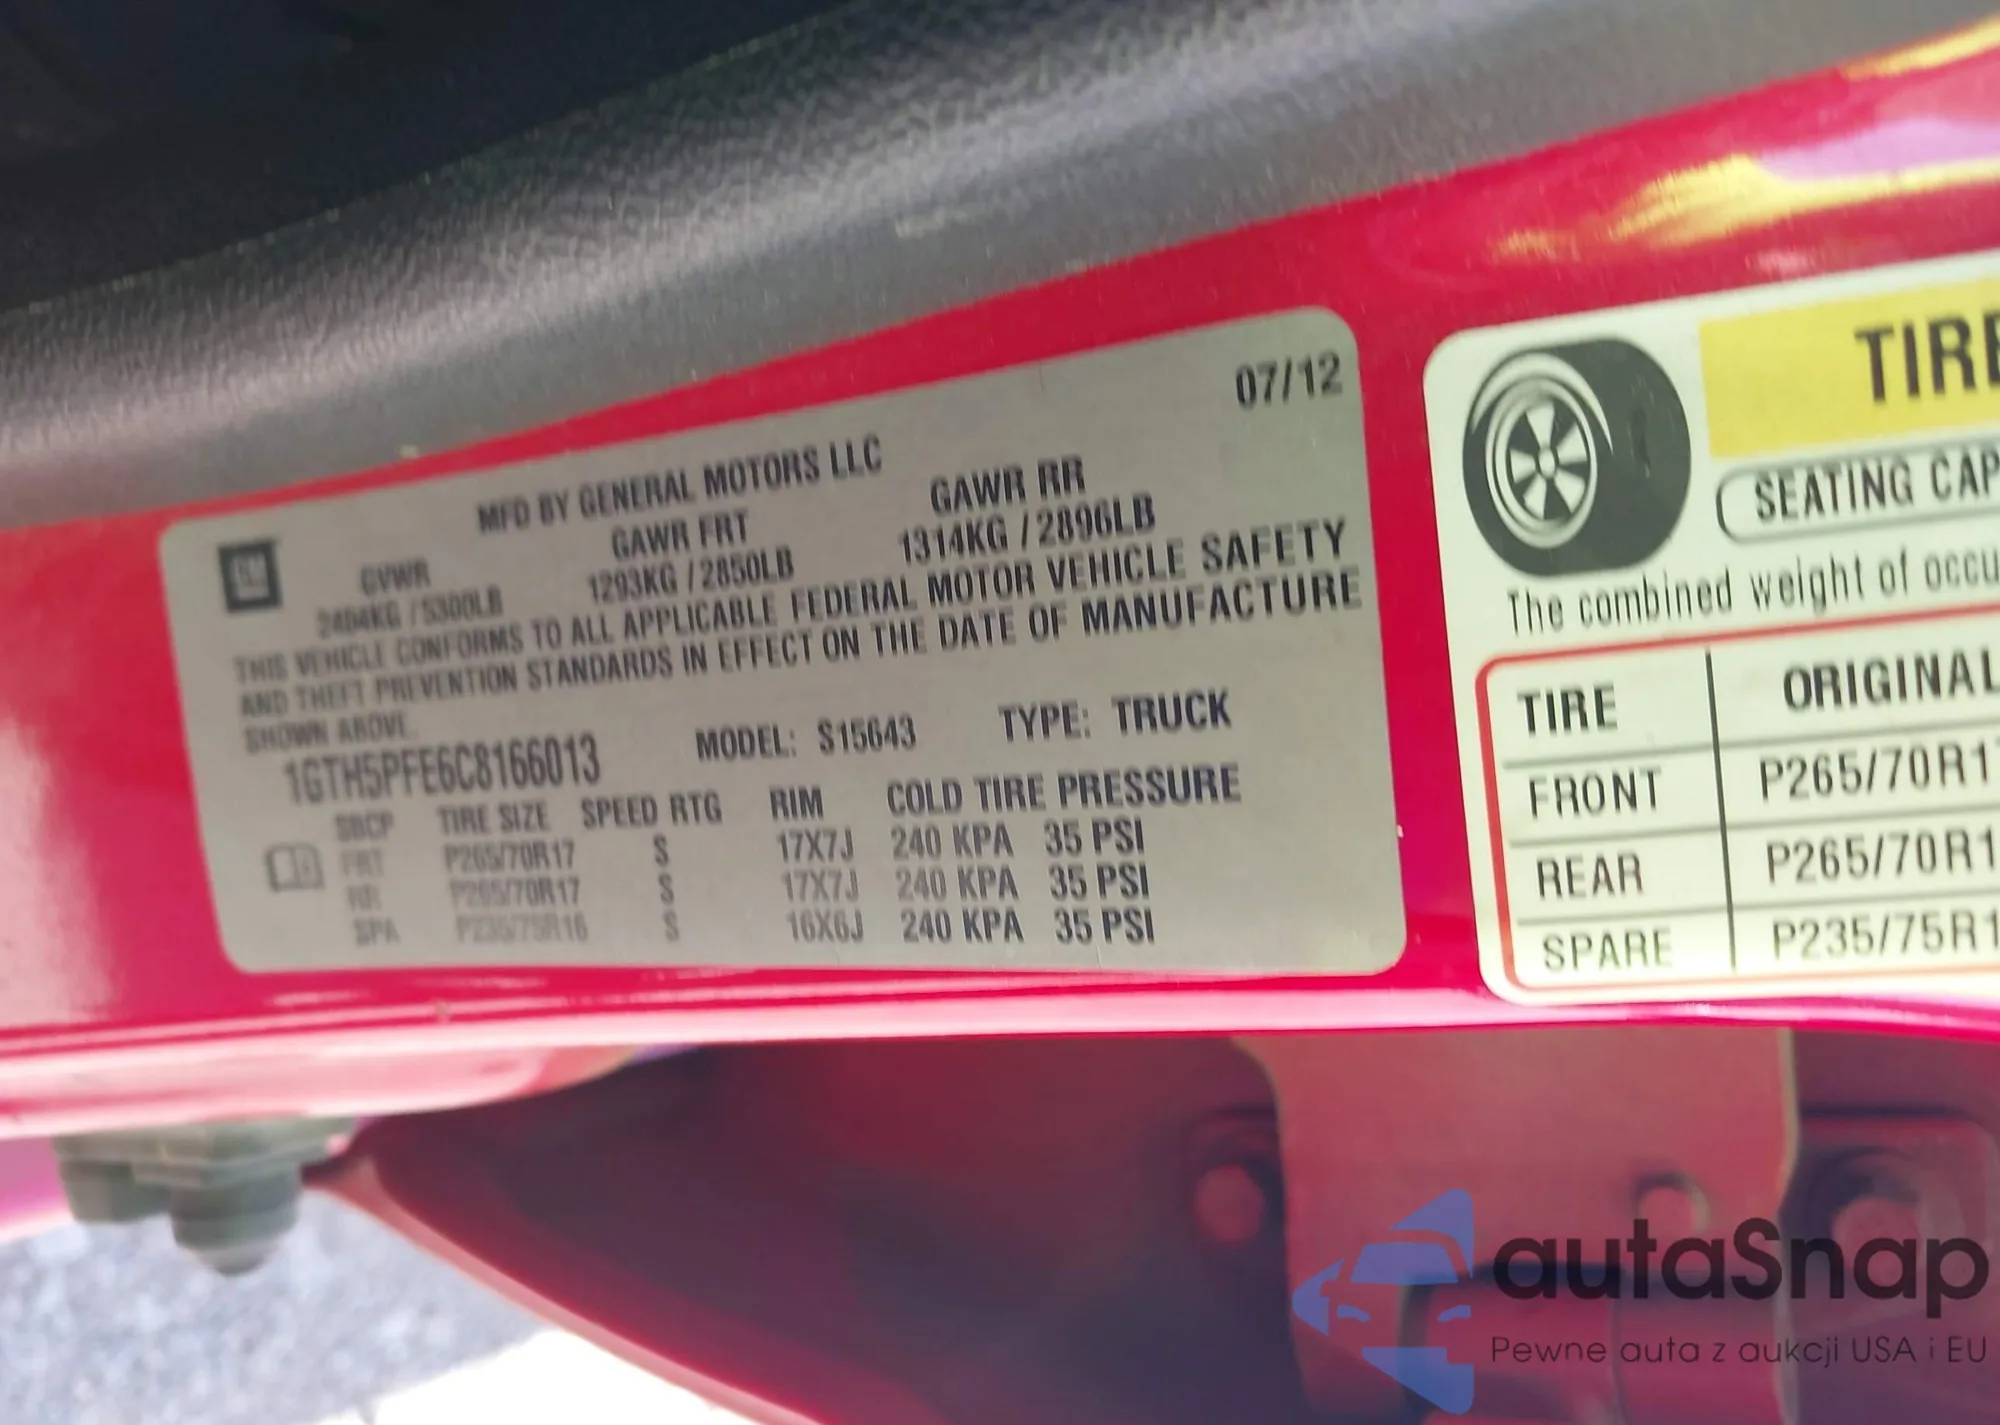 07/12
MFD BY GENERAL MOTORS LLC
GM
GVWR GAWR FRT GAWR RR
2404KG / 5300LB 1293KG / 2850LB 1314KG / 2896LB
THIS VEHICLE CONFORMS TO ALL APPLICABLE FEDERAL MOTOR VEHICLE SAFETY
AND THEFT PREVENTION STANDARDS IN EFFECT ON THE DATE OF MANUFACTURE
SHOWN ABOVE.
1GTH5PFE6C8166013 MODEL: S15643 TYPE: TRUCK
TIRE SIZE SPEED RTG RIM COLD TIRE PRESSURE
FRT P265/70R17 S 17X7J 240 KPA 35 PSI
RR P265/70R17 S 17X7J 240 KPA 35 PSI
SPA P235/75R16 S 16X6J 240 KPA 35 PSI
TIRE
SEATING CAP
The combined weight of occu
TIRE ORIGINAL
FRONT P265/70R17
REAR P265/70R1
SPARE P235/75R1
autaSnap
Pewne auta z aukcji USA i EU